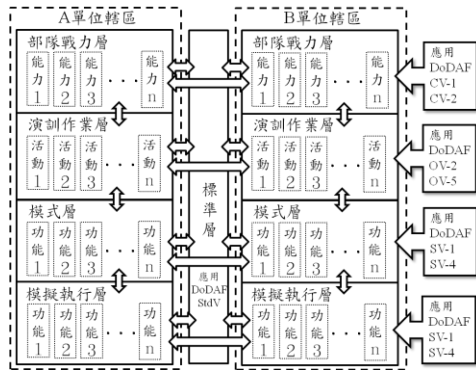 A單位轄區
部隊戰力層
能力1 能力2 能力3 ... 能力n
演訓作業層
活動1 活動2 活動3 ... 活動n
模式層
功能1 功能2 功能3 ... 功能n
模擬執行層
功能1 功能2 功能3 ... 功能n
標準層
應用
DoDAF
StdV
B單位轄區
部隊戰力層
能力1 能力2 能力3 ... 能力n
演訓作業層
活動1 活動2 活動3 ... 活動n
模式層
功能1 功能2 功能3 ... 功能n
模擬執行層
功能1 功能2 功能3 ... 功能n
應用
DoDAF
CV-1
CV-2
應用
DoDAF
OV-2
OV-5
應用
DoDAF
SV-1
SV-4
應用
DoDAF
SV-1
SV-4